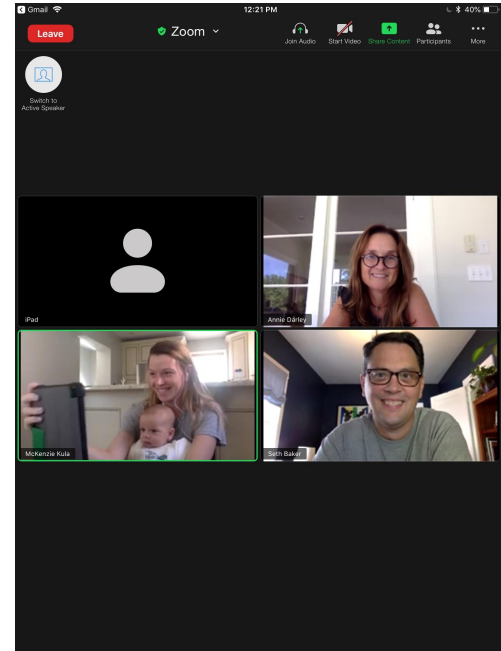 Gmail
12:21 PM
40%
Leave
Zoom
Join Audio
Start Video
Share Content
Participants
More
Switch to
Active Speaker
iPad
Annie Darley
McKenzie Kula
Seth Baker